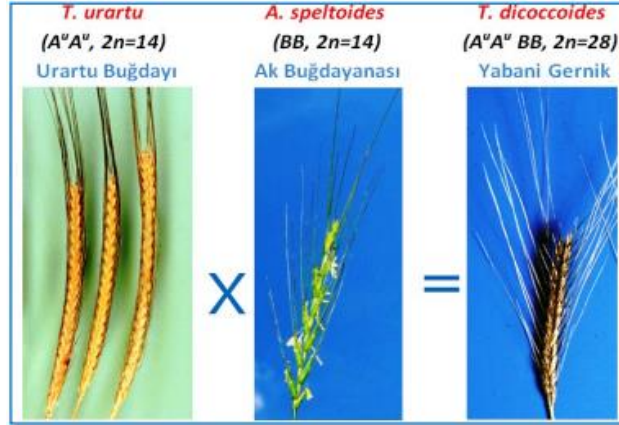 T. urartu
(AᵘAᵘ, 2n=14)
Urartu Buğdayı
A. speltoides
(BB, 2n=14)
Ak Buğdayanası
T. dicoccoides
(AᵘAᵘ BB, 2n=28)
Yabani Gernik
X
=